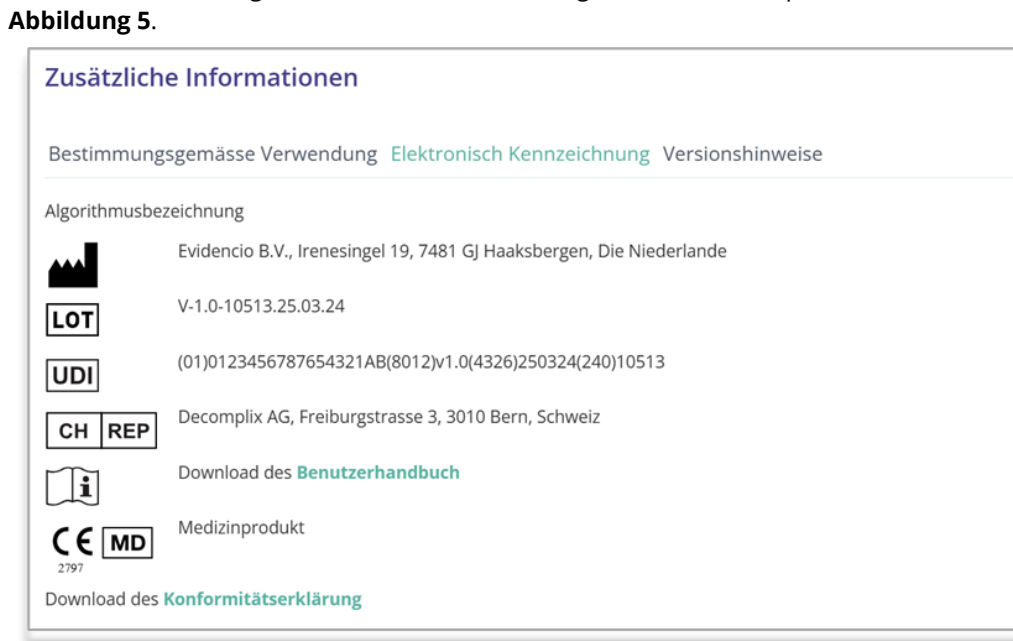 Abbildung 5.
Zusätzliche Informationen
Bestimmungsgemässe Verwendung Elektronisch Kennzeichnung Versionshinweise
Algorithmusbezeichnung
Evidencio B.V., Irenesingel 19, 7481 GJ Haaksbergen, Die Niederlande
LOT V-1.0-10513.25.03.24
UDI (01)0123456787654321AB(8012)v1.0(4326)250324(240)10513
CH REP Decomplix AG, Freiburgstrasse 3, 3010 Bern, Schweiz
i Download des Benutzerhandbuch
CE MD Medizinprodukt
2797
Download des Konformitätserklärung